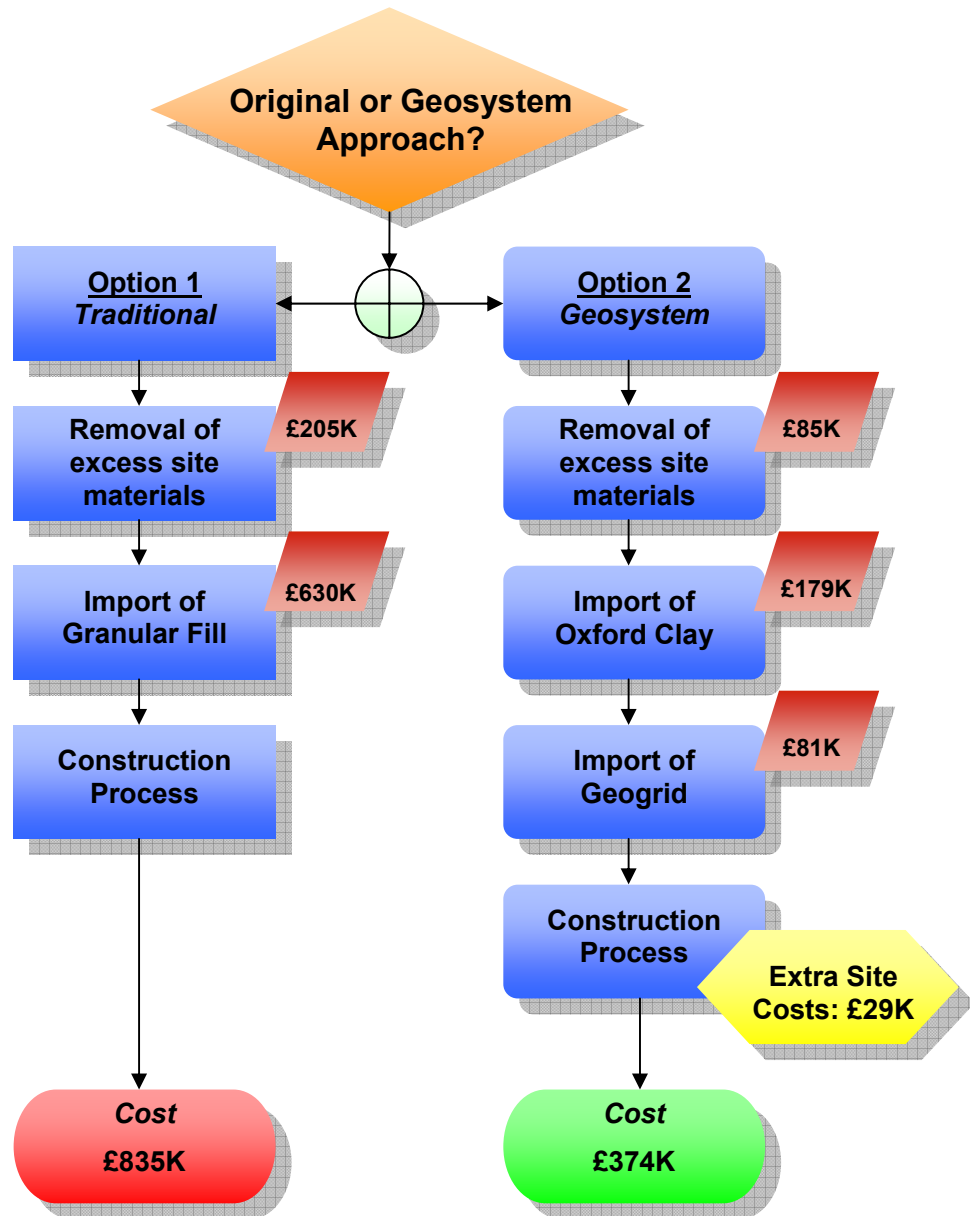 Original or Geosystem
Approach?
Option 1
Traditional
Option 2
Geosystem
Removal of
excess site
materials
£205K
Removal of
excess site
materials
£85K
Import of
Granular Fill
£630K
Import of
Oxford Clay
£179K
Construction
Process
Import of
Geogrid
£81K
Construction
Process
Extra Site
Costs: £29K
Cost
£835K
Cost
£374K